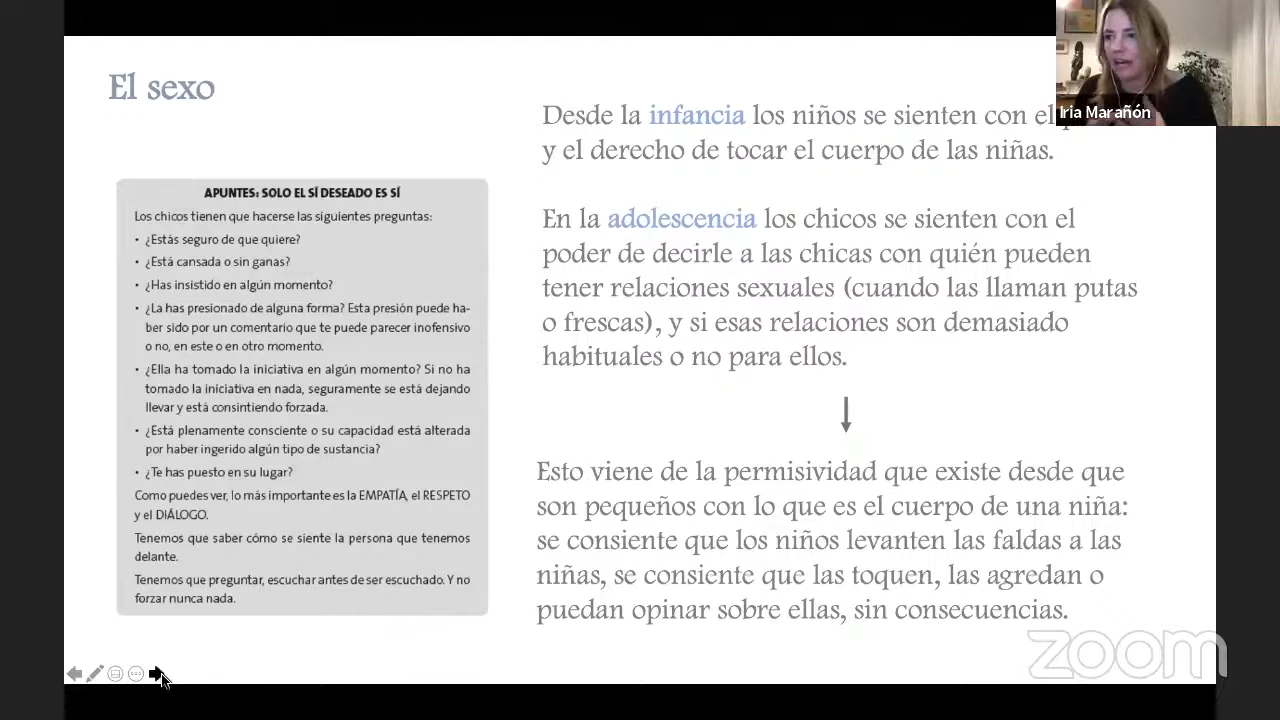 El sexo
APUNTES: SOLO EL SÍ DESEADO ES SÍ
Los chicos tienen que hacerse las siguientes preguntas:
• ¿Estás seguro de que quiere?
• ¿Está cansada o sin ganas?
• ¿Has insistido en algún momento?
• ¿La has presionado de alguna forma? Esta presión puede ha-
ber sido por un comentario que te puede parecer inofensivo
o no, en este o en otro momento.
• ¿Ella ha tomado la iniciativa en algún momento? Si no ha
tomado la iniciativa en nada, seguramente se está dejando
llevar y está consintiendo forzada.
• ¿Está plenamente consciente o su capacidad está alterada
por haber ingerido algún tipo de sustancia?
• ¿Te has puesto en su lugar?
Como puedes ver, lo más importante es la EMPATÍA, el RESPETO
y el DIÁLOGO.
Tenemos que saber cómo se siente la persona que tenemos
delante.
Tenemos que preguntar, escuchar antes de ser escuchado. Y no
forzar nunca nada.
Desde la infancia los niños se sienten con el
y el derecho de tocar el cuerpo de las niñas.
En la adolescencia los chicos se sienten con el
poder de decirle a las chicas con quién pueden
tener relaciones sexuales (cuando las llaman putas
o frescas), y si esas relaciones son demasiado
habituales o no para ellos.
Esto viene de la permisividad que existe desde que
son pequeños con lo que es el cuerpo de una niña:
se consiente que los niños levanten las faldas a las
niñas, se consiente que las toquen, las agredan o
puedan opinar sobre ellas, sin consecuencias.
Iria Marañón
zoom